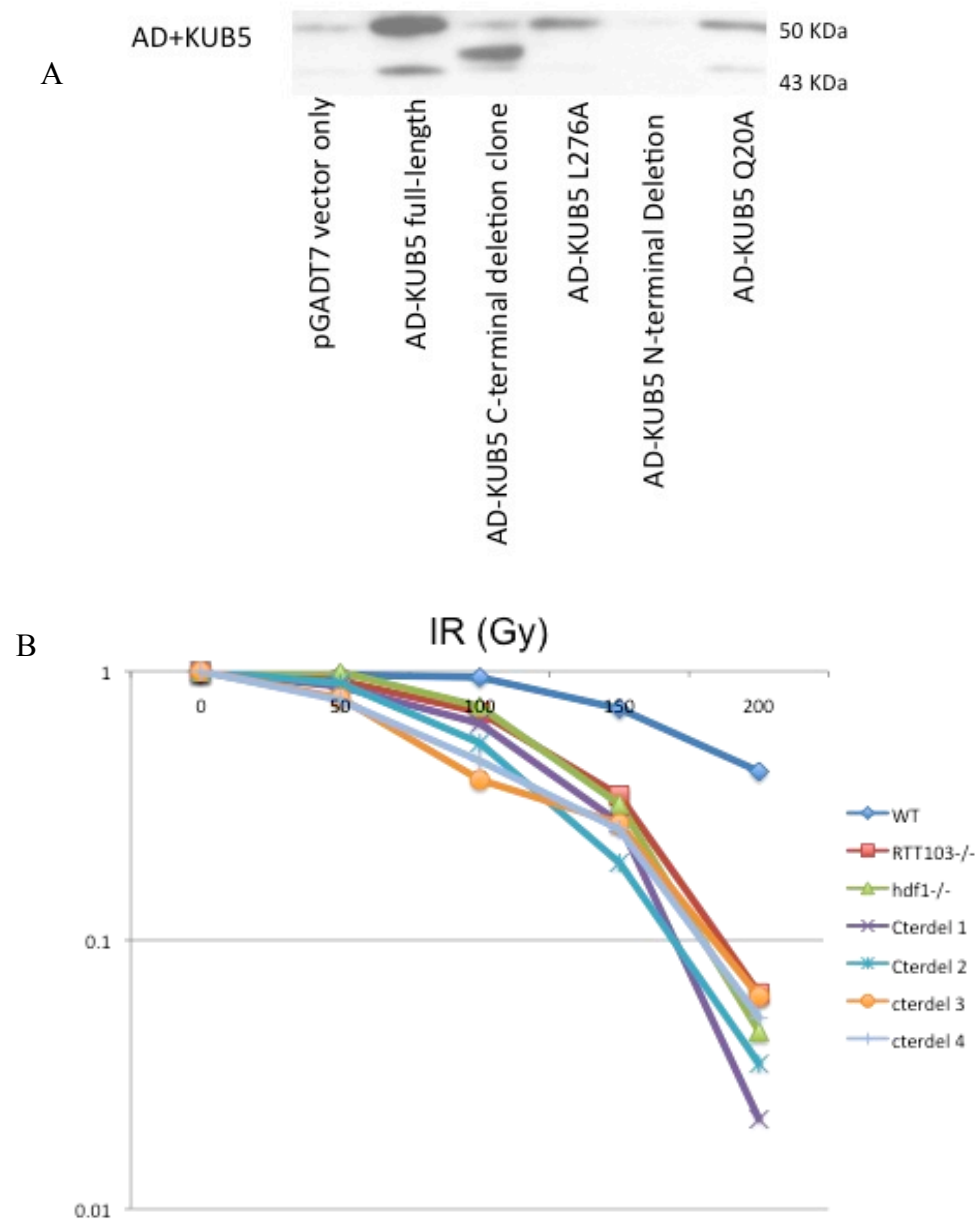 A
AD+KUB5
50 KDa
43 KDa
pGADT7 vector only
AD-KUB5 full-length
AD-KUB5 C-terminal deletion clone
AD-KUB5 L276A
AD-KUB5 N-terminal Deletion
AD-KUB5 Q20A
B
IR (Gy)
1
0 50 100 150 200
0.1
0.01
WT
RTT103-/-
hdf1-/-
Cterdel 1
Cterdel 2
cterdel 3
cterdel 4